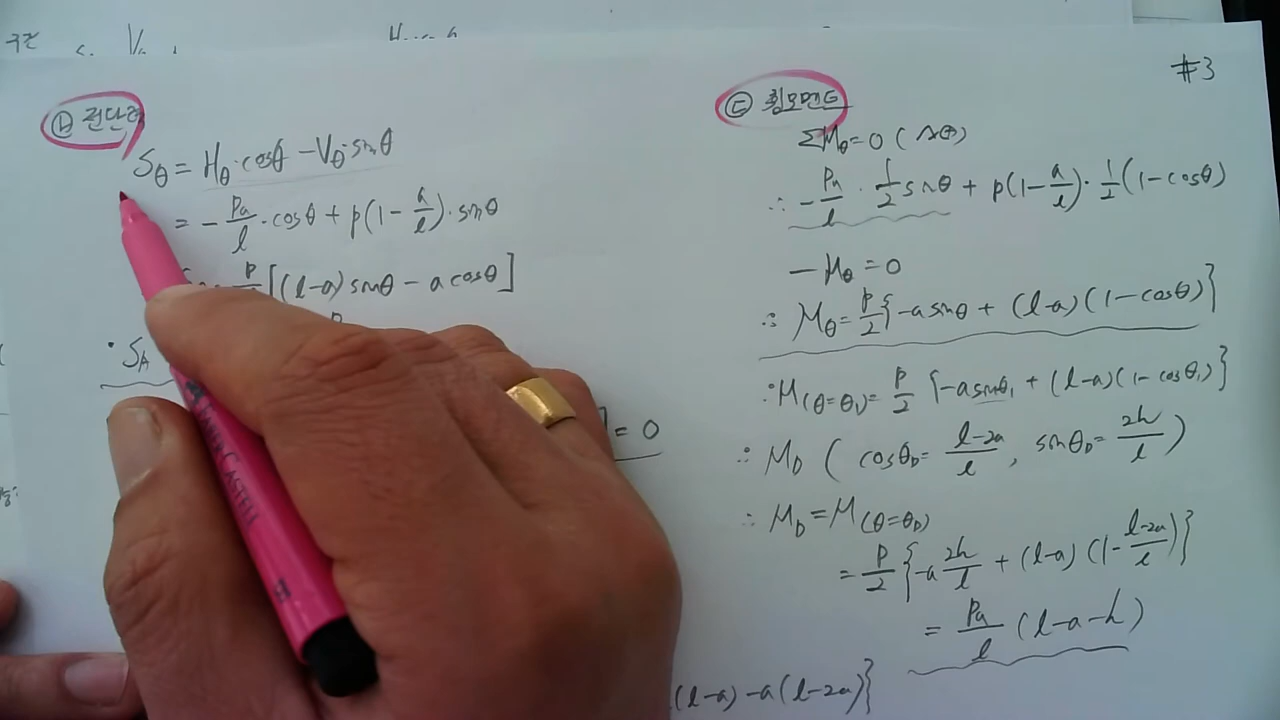 #3
ⓑ 전단력
S_θ = H_θ·cosθ - V_θ·sinθ
= - Pa/l · cosθ + p(1 - a/l)·sinθ
[(l-a) sinθ - a cosθ]
· S_A
= 0
(l-a) - a(l-2a)}
ⓒ 휨모멘트
ΣM_θ = 0
∴ - Pa/l · 1/2 sinθ + p(1 - a/l) · 1/2 (1 - cosθ)
- M_θ = 0
∴ M_θ = P/2 {-a sinθ + (l-a)(1-cosθ)}
∴ M(θ=θ₁) = P/2 {-a sinθ₁ + (l-a)(1-cosθ₁)}
∴ M_D ( cosθ_D = l-2a/l , sinθ_D = 2h/l )
∴ M_D = M(θ=θ_D)
= P/2 {-a 2h/l + (l-a)(1 - l-2a/l)}
= Pa/l (l-a-h)
FABER-CASTELL